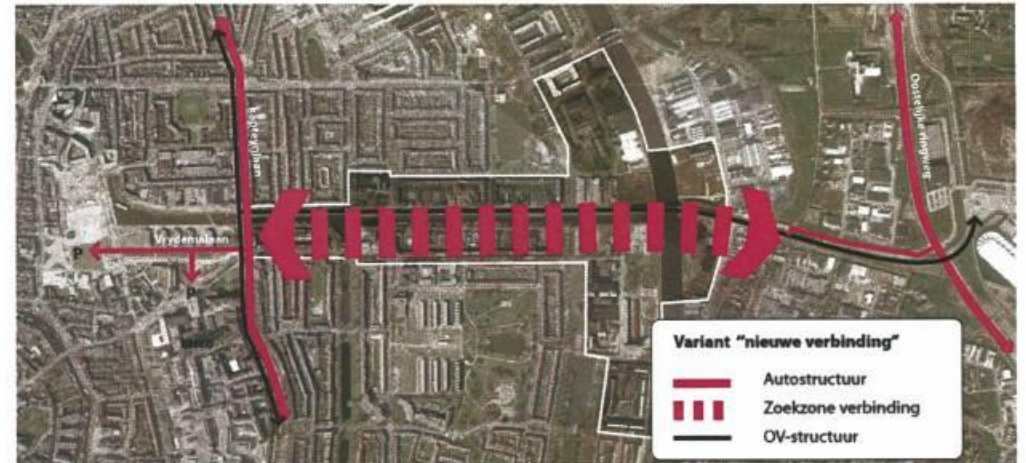 Oostelijke ringweg
Vrydemalaan
P
Variant "nieuwe verbinding"
Autostructuur
Zoekzone verbinding
OV-structuur